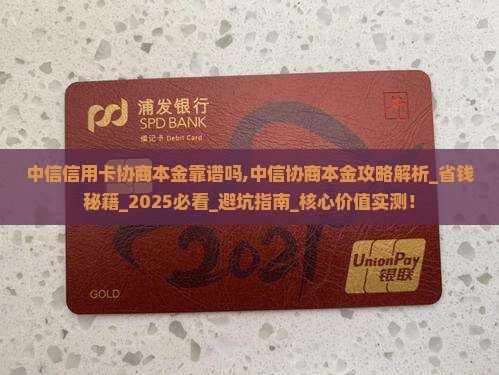 浦发银行
SPD BANK
借记卡 Debit Card
中信信用卡协商本金靠谱吗,中信协商本金攻略解析_省钱
秘籍_2025必看_避坑指南_核心价值实测！
2021
UnionPay
银联
GOLD